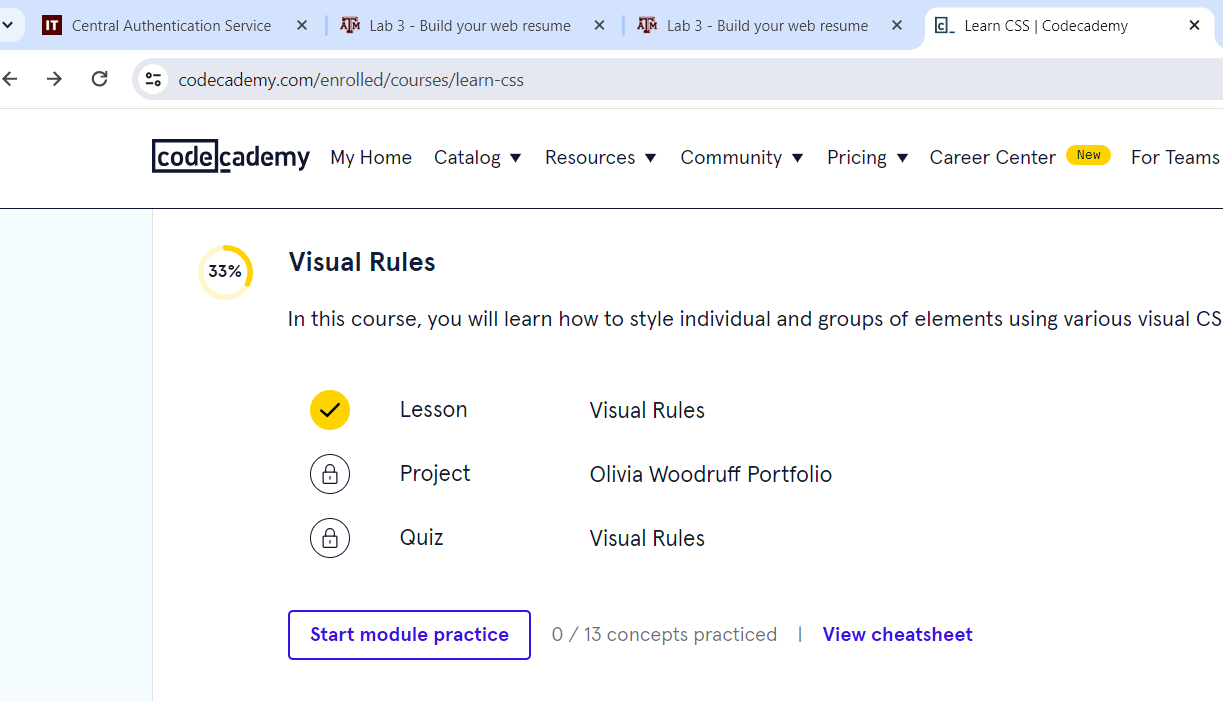 IT Central Authentication Service
ĀM Lab 3 - Build your web resume
ĀM Lab 3 - Build your web resume
c_ Learn CSS | Codecademy
codecademy.com/enrolled/courses/learn-css
codecademy My Home Catalog Resources Community Pricing Career Center New For Teams
33% Visual Rules
In this course, you will learn how to style individual and groups of elements using various visual CS
Lesson Visual Rules
Project Olivia Woodruff Portfolio
Quiz Visual Rules
Start module practice 0 / 13 concepts practiced | View cheatsheet